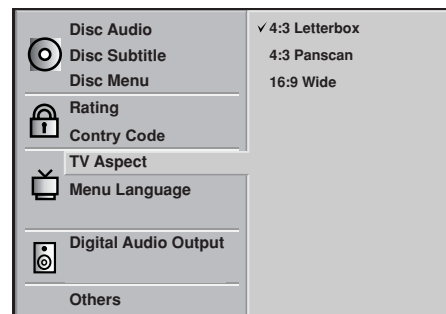 Disc Audio
Disc Subtitle
Disc Menu
Rating
Contry Code
TV Aspect
Menu Language
Digital Audio Output
Others
✓ 4:3 Letterbox
4:3 Panscan
16:9 Wide